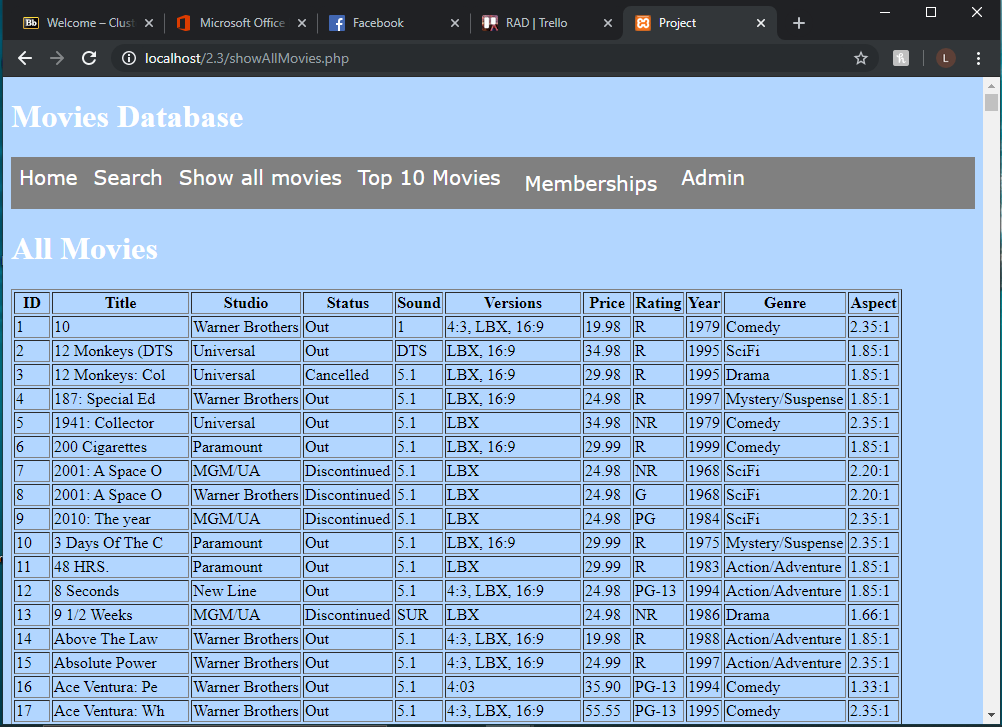 Welcome – Clust
Microsoft Office
Facebook
RAD | Trello
Project
localhost/2.3/showAllMovies.php
L
Movies Database
Home Search Show all movies Top 10 Movies Memberships Admin
All Movies
ID Title Studio Status Sound Versions Price Rating Year Genre Aspect
1 10 Warner Brothers Out 1 4:3, LBX, 16:9 19.98 R 1979 Comedy 2.35:1
2 12 Monkeys (DTS Universal Out DTS LBX, 16:9 34.98 R 1995 SciFi 1.85:1
3 12 Monkeys: Col Universal Cancelled 5.1 LBX, 16:9 29.98 R 1995 Drama 1.85:1
4 187: Special Ed Warner Brothers Out 5.1 LBX, 16:9 24.98 R 1997 Mystery/Suspense 1.85:1
5 1941: Collector Universal Out 5.1 LBX 34.98 NR 1979 Comedy 2.35:1
6 200 Cigarettes Paramount Out 5.1 LBX, 16:9 29.99 R 1999 Comedy 1.85:1
7 2001: A Space O MGM/UA Discontinued 5.1 LBX 24.98 NR 1968 SciFi 2.20:1
8 2001: A Space O Warner Brothers Discontinued 5.1 LBX 24.98 G 1968 SciFi 2.20:1
9 2010: The year MGM/UA Discontinued 5.1 LBX 24.98 PG 1984 SciFi 2.35:1
10 3 Days Of The C Paramount Out 5.1 LBX, 16:9 29.99 R 1975 Mystery/Suspense 2.35:1
11 48 HRS. Paramount Out 5.1 LBX 29.99 R 1983 Action/Adventure 1.85:1
12 8 Seconds New Line Out 5.1 4:3, LBX, 16:9 24.98 PG-13 1994 Action/Adventure 1.85:1
13 9 1/2 Weeks MGM/UA Discontinued SUR LBX 24.98 NR 1986 Drama 1.66:1
14 Above The Law Warner Brothers Out 5.1 4:3, LBX, 16:9 19.98 R 1988 Action/Adventure 1.85:1
15 Absolute Power Warner Brothers Out 5.1 4:3, LBX, 16:9 24.99 R 1997 Action/Adventure 2.35:1
16 Ace Ventura: Pe Warner Brothers Out 5.1 4:03 35.90 PG-13 1994 Comedy 1.33:1
17 Ace Ventura: Wh Warner Brothers Out 5.1 4:3, LBX, 16:9 55.55 PG-13 1995 Comedy 2.35:1